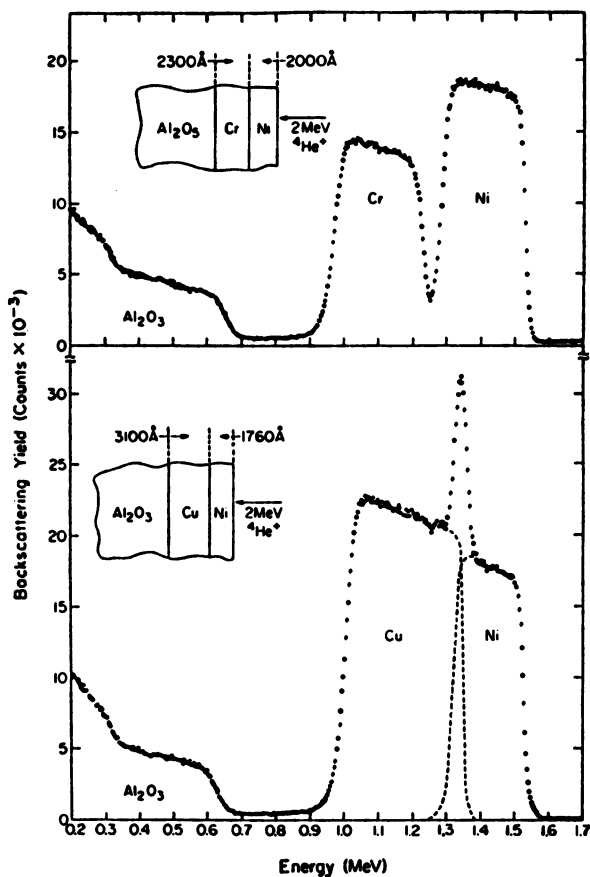 20
2300Å
2000Å
Al₂O₅
Cr
Ni
2MeV
⁴He⁺
15
10
5
0
Cr
Ni
Al₂O₃
Backscattering Yield (Counts × 10⁻³)
30
25
20
15
10
5
0
3100Å
1760Å
Al₂O₃
Cu
Ni
2MeV
⁴He⁺
Cu
Ni
Al₂O₃
0.2 0.3 0.4 0.5 0.6 0.7 0.8 0.9 1.0 1.1 1.2 1.3 1.4 1.5 1.6 1.7
Energy (MeV)